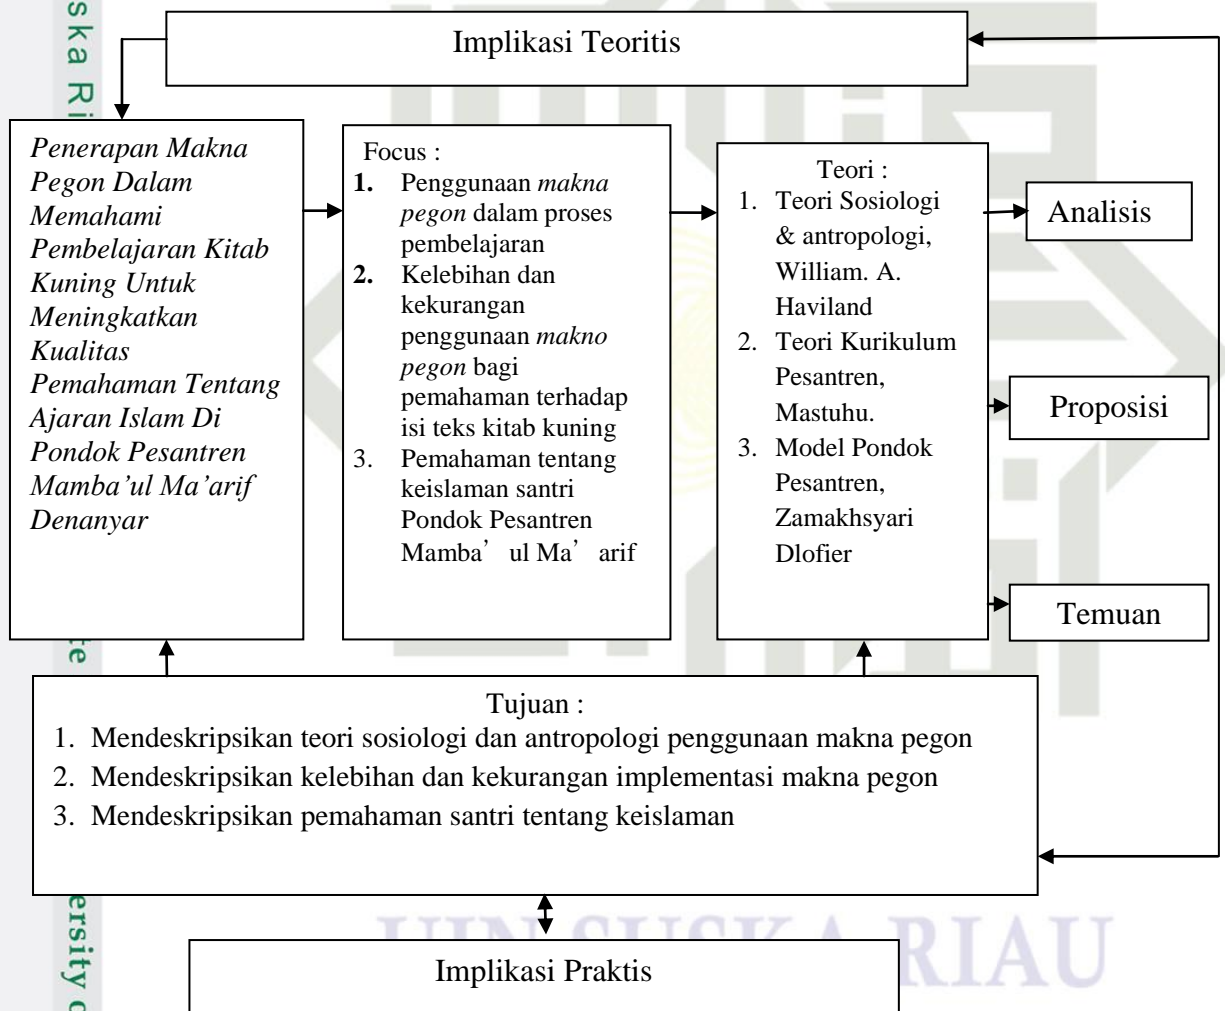 Implikasi Teoritis
Penerapan Makna
Pegon Dalam
Memahami
Pembelajaran Kitab
Kuning Untuk
Meningkatkan
Kualitas
Pemahaman Tentang
Ajaran Islam Di
Pondok Pesantren
Mamba’ul Ma’arif
Denanyar
Focus :
1. Penggunaan makna
pegon dalam proses
pembelajaran
2. Kelebihan dan
kekurangan
penggunaan makno
pegon bagi
pemahaman terhadap
isi teks kitab kuning
3. Pemahaman tentang
keislaman santri
Pondok Pesantren
Mamba’ ul Ma’ arif
Teori :
1. Teori Sosiologi
& antropologi,
William. A.
Haviland
2. Teori Kurikulum
Pesantren,
Mastuhu.
3. Model Pondok
Pesantren,
Zamakhsyari
Dlofier
Analisis
Proposisi
Temuan
Tujuan :
1. Mendeskripsikan teori sosiologi dan antropologi penggunaan makna pegon
2. Mendeskripsikan kelebihan dan kekurangan implementasi makna pegon
3. Mendeskripsikan pemahaman santri tentang keislaman
Implikasi Praktis
UIN SUSKA RIAU